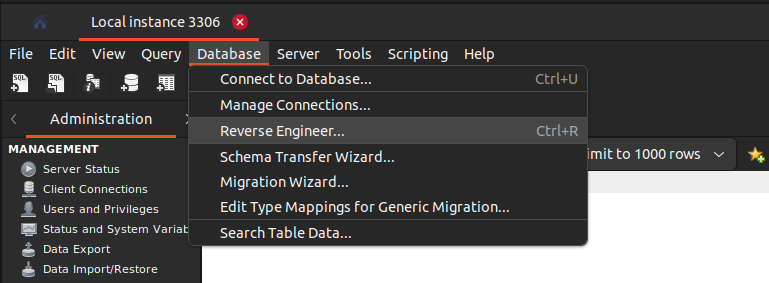 Local instance 3306
File Edit View Query Database Server Tools Scripting Help
SQL SQL
Connect to Database... Ctrl+U
Manage Connections...
Administration
Reverse Engineer... Ctrl+R
MANAGEMENT
Schema Transfer Wizard... imit to 1000 rows
Server Status
Migration Wizard...
Client Connections
Users and Privileges
Edit Type Mappings for Generic Migration...
Status and System Variab
Search Table Data...
Data Export
Data Import/Restore